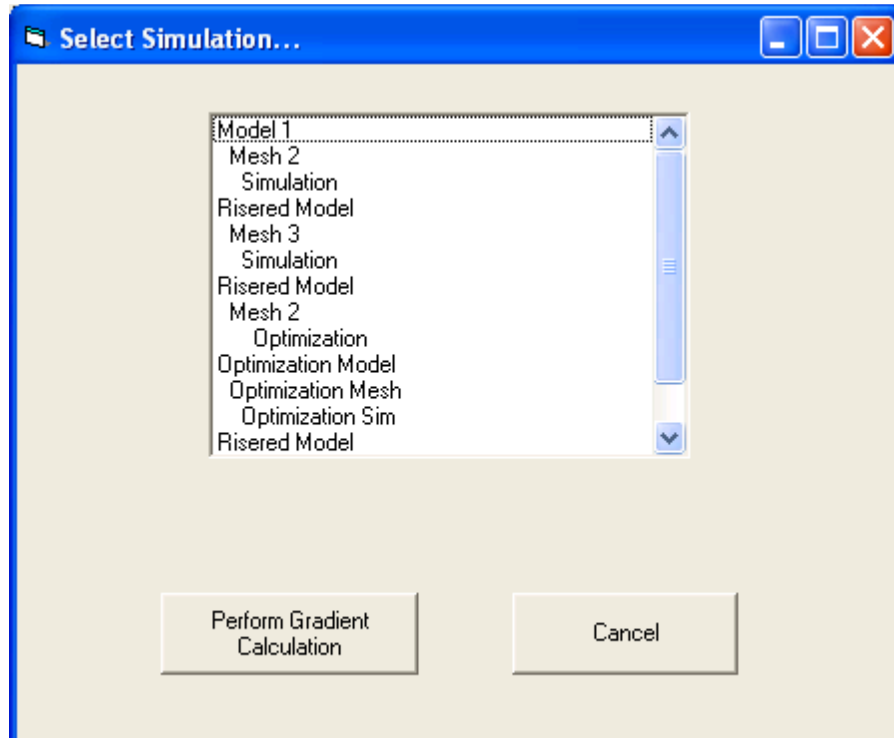 Select Simulation...
Model 1
Mesh 2
Simulation
Risered Model
Mesh 3
Simulation
Risered Model
Mesh 2
Optimization
Optimization Model
Optimization Mesh
Optimization Sim
Risered Model
Perform Gradient
Calculation
Cancel